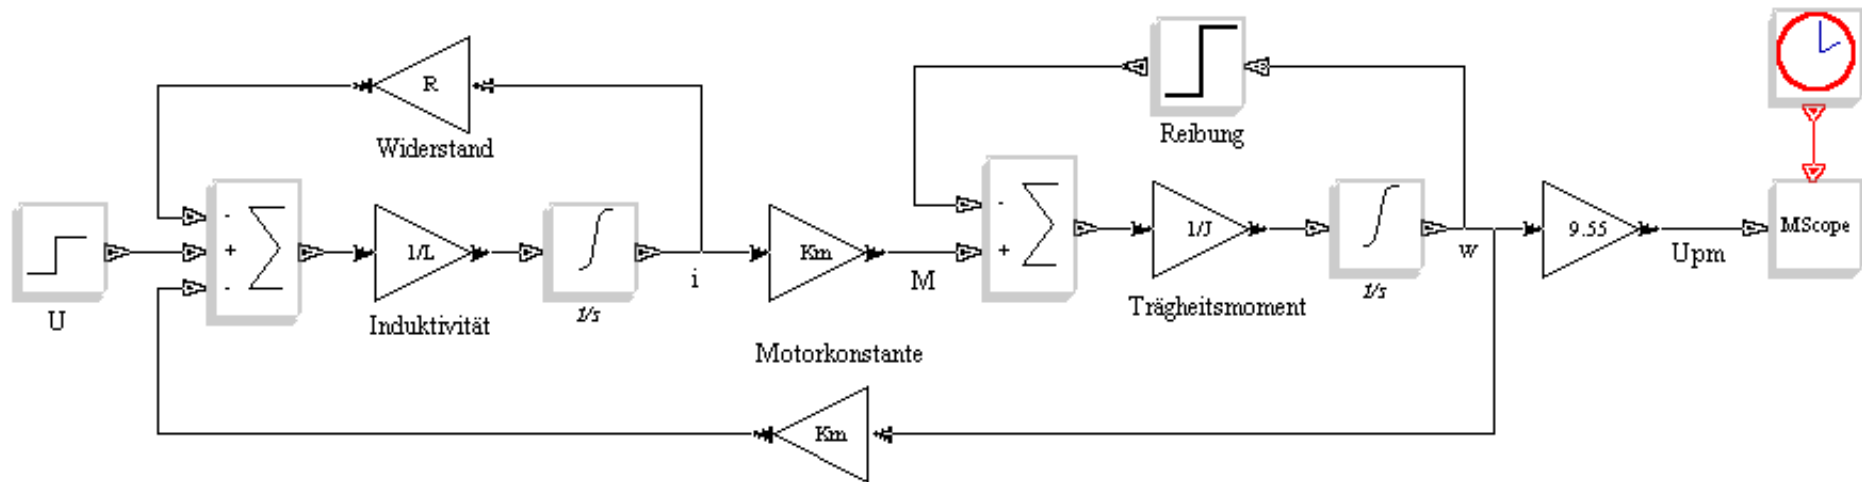 R
Widerstand
Reibung
-
+
-
1/L
1/s
i
Km
M
-
+
1/J
1/s
w
9.55
Upm
MScope
U
Induktivität
Trägheitsmoment
Motorkonstante
Km